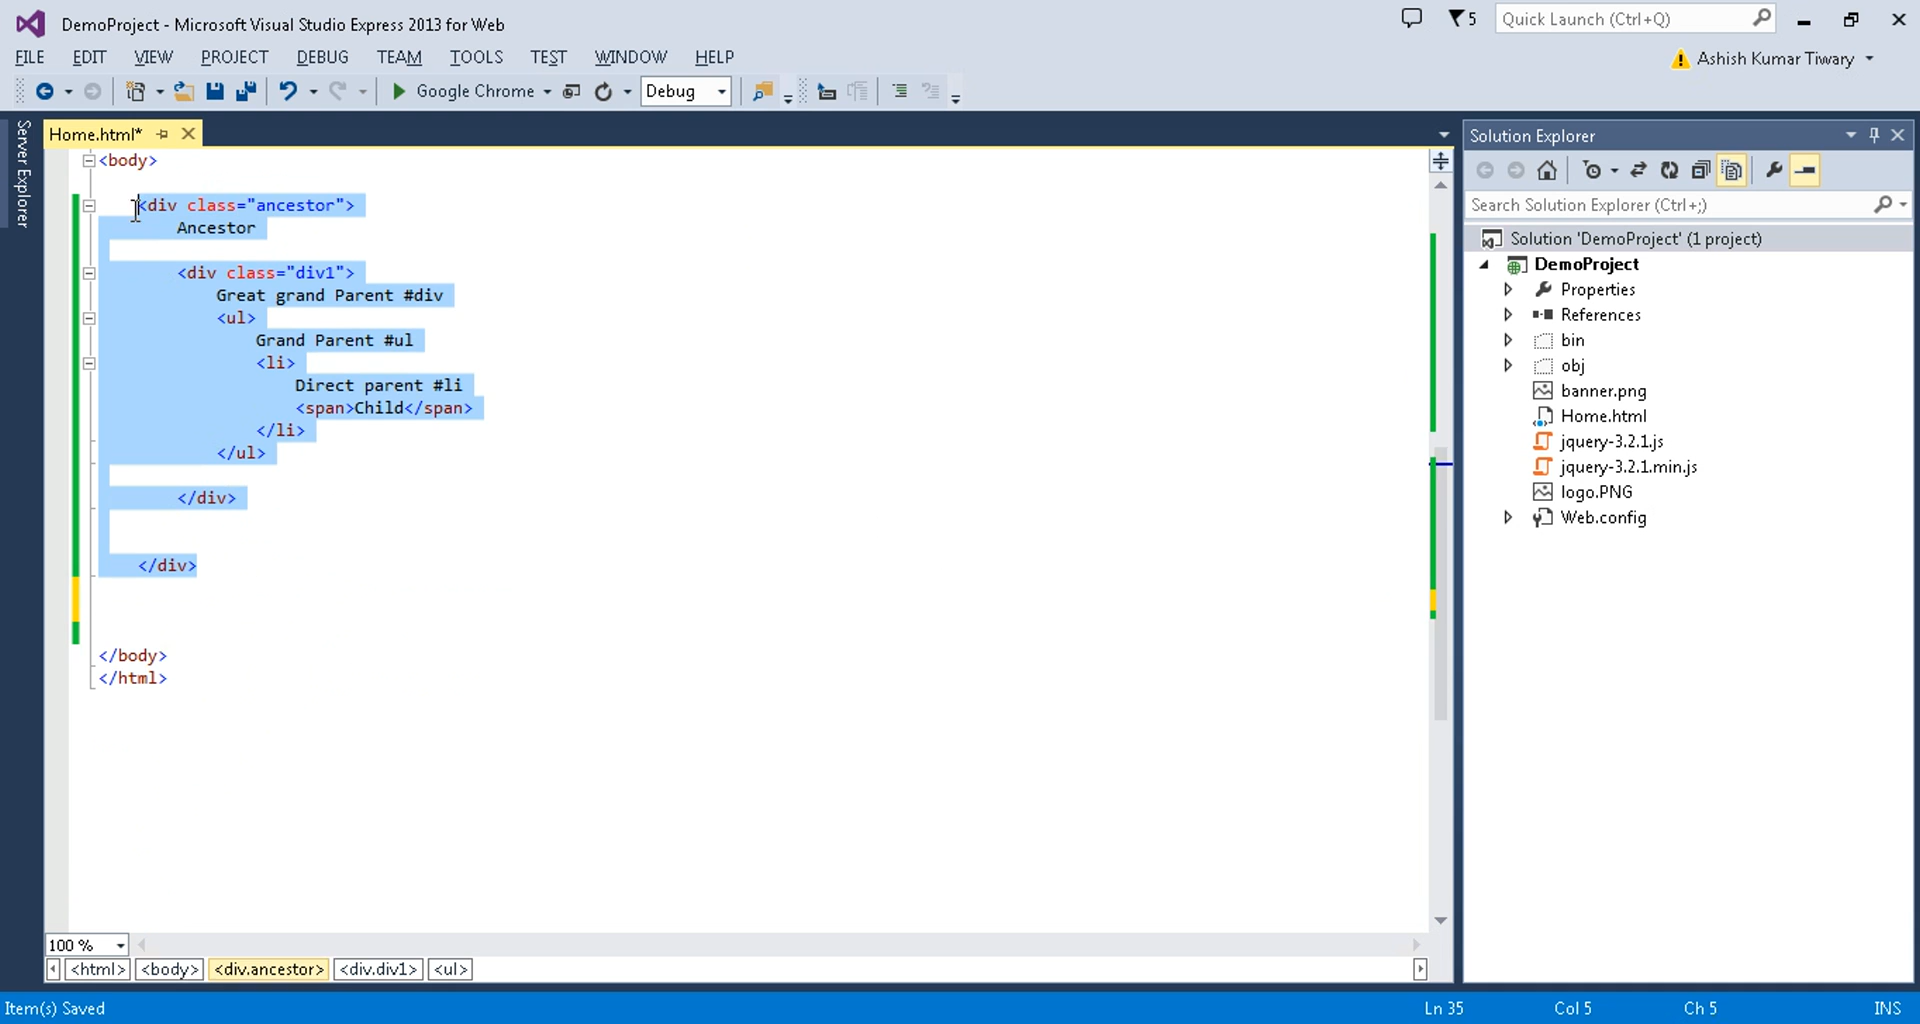 DemoProject - Microsoft Visual Studio Express 2013 for Web
5
Quick Launch (Ctrl+Q)
FILE EDIT VIEW PROJECT DEBUG TEAM TOOLS TEST WINDOW HELP
Ashish Kumar Tiwary
Google Chrome
Debug
Server Explorer
Home.html*
<body>
<div class="ancestor">
Ancestor
<div class="div1">
Great grand Parent #div
<ul>
Grand Parent #ul
<li>
Direct parent #li
<span>Child</span>
</li>
</ul>
</div>
</div>
</body>
</html>
100 %
<html> <body> <div.ancestor> <div.div1> <ul>
Solution Explorer
Search Solution Explorer (Ctrl+;)
Solution 'DemoProject' (1 project)
DemoProject
Properties
References
bin
obj
banner.png
Home.html
jquery-3.2.1.js
jquery-3.2.1.min.js
logo.PNG
Web.config
Item(s) Saved
Ln 35 Col 5 Ch 5 INS